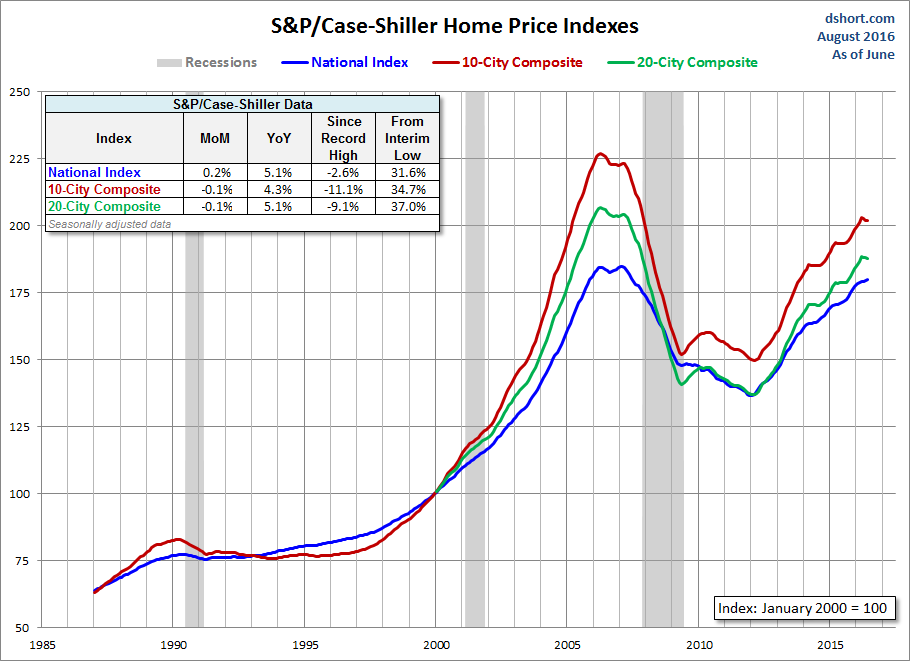 S&P/Case-Shiller Home Price Indexes
dshort.com
August 2016
As of June
Recessions National Index 10-City Composite 20-City Composite
S&P/Case-Shiller Data
Index MoM YoY Since Record High From Interim Low
National Index 0.2% 5.1% -2.6% 31.6%
10-City Composite -0.1% 4.3% -11.1% 34.7%
20-City Composite -0.1% 5.1% -9.1% 37.0%
Seasonally adjusted data
250
225
200
175
150
125
100
75
50
Index: January 2000 = 100
1985 1990 1995 2000 2005 2010 2015